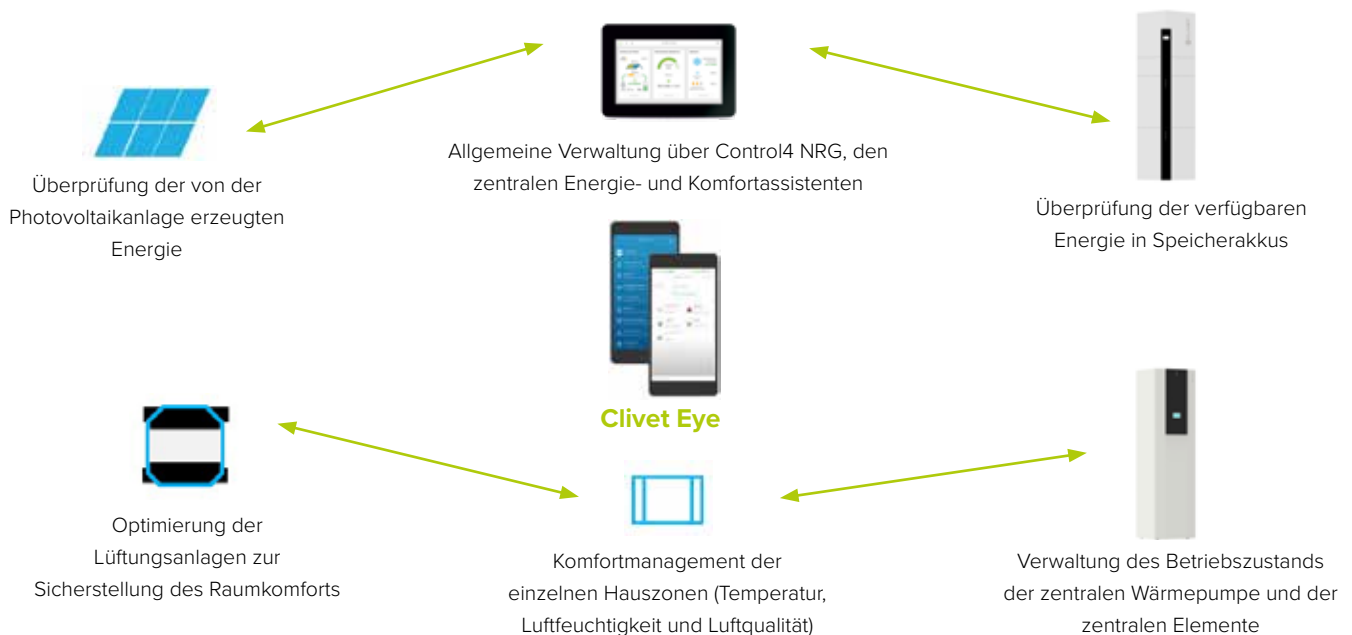 Allgemeine Verwaltung über Control4 NRG, den
zentralen Energie- und Komfortassistenten
Überprüfung der von der
Photovoltaikanlage erzeugten
Energie
Überprüfung der verfügbaren
Energie in Speicherakkus
Clivet Eye
Optimierung der
Lüftungsanlagen zur
Sicherstellung des Raumkomforts
Komfortmanagement der
einzelnen Hauszonen (Temperatur,
Luftfeuchtigkeit und Luftqualität)
Verwaltung des Betriebszustands
der zentralen Wärmepumpe und der
zentralen Elemente